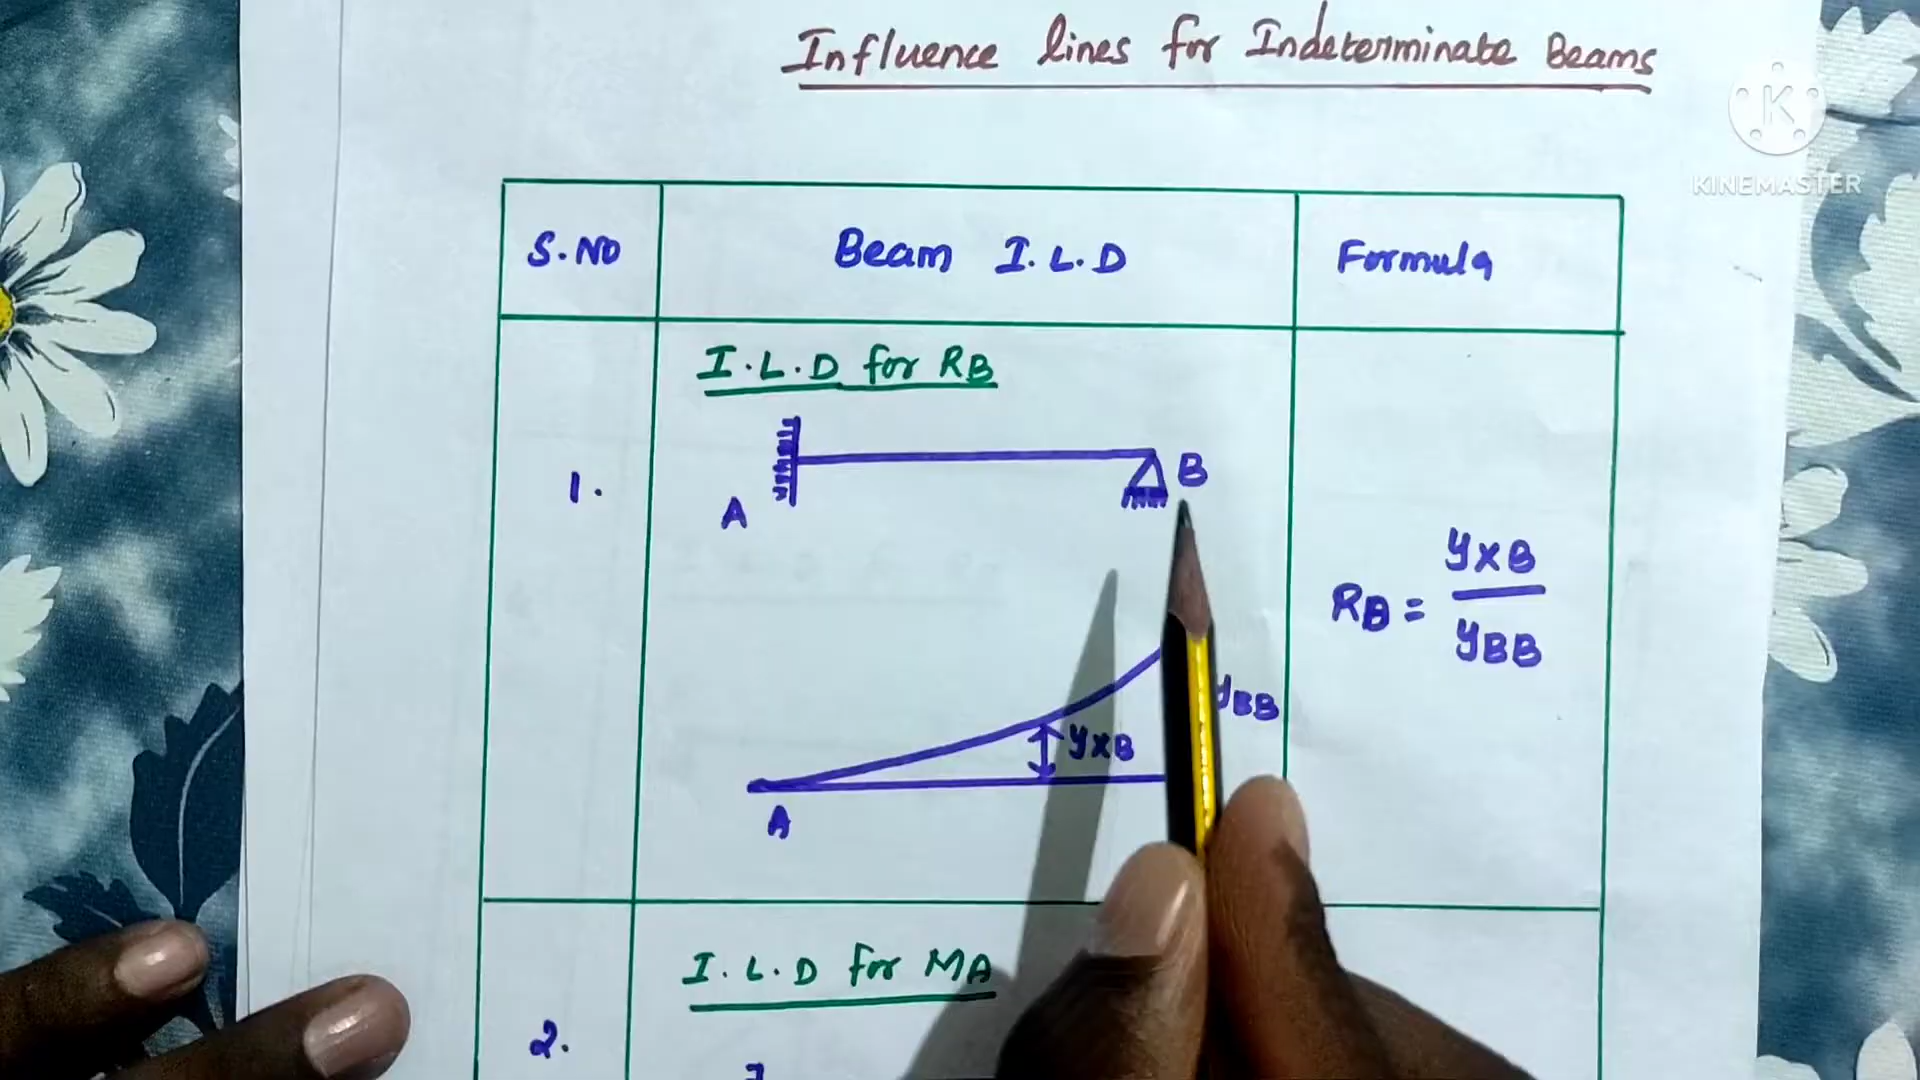 Influence lines for Indeterminate Beams
K
KINEMASTER
S.NO Beam I.L.D Formula
I.L.D for RB
1.
A B
RB = yxB / yBB
yBB
yxB
A
I.L.D for MA
2.